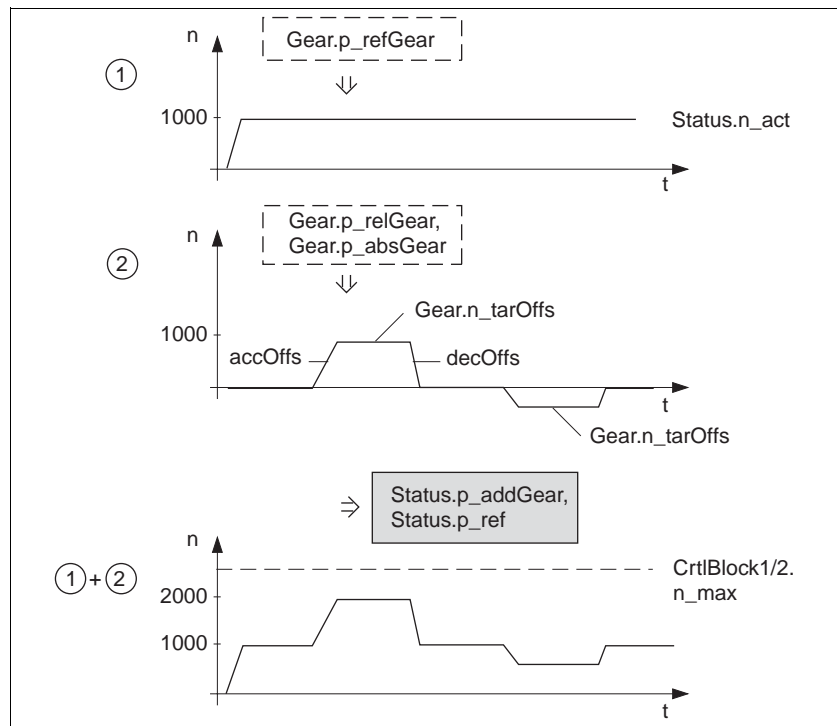 n
Gear.p_refGear
1
1000
Status.n_act
t
n
Gear.p_relGear,
Gear.p_absGear
2
Gear.n_tarOffs
1000
accOffs
decOffs
t
Gear.n_tarOffs
Status.p_addGear,
Status.p_ref
n
1 + 2
CrtlBlock1/2.
n_max
2000
1000
t